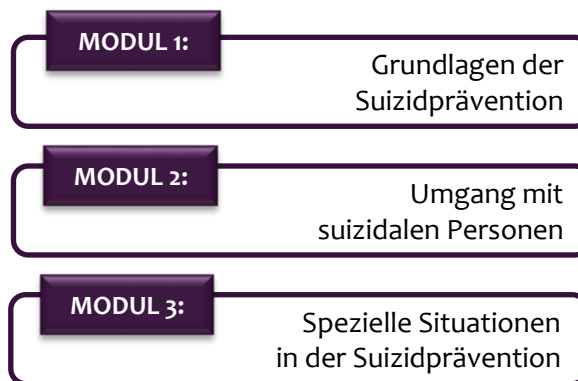 MODUL 1:
Grundlagen der
Suizidprävention
MODUL 2:
Umgang mit
suizidalen Personen
MODUL 3:
Spezielle Situationen
in der Suizidprävention